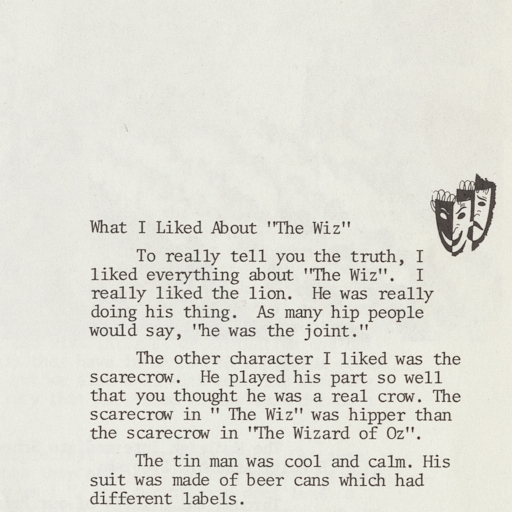 What I Liked About "The Wiz"
To really tell you the truth, I
liked everything about "The Wiz".  I
really liked the lion.  He was really
doing his thing.  As many hip people
would say, "he was the joint."
The other character I liked was the
scarecrow.  He played his part so well
that you thought he was a real crow. The
scarecrow in " The Wiz" was hipper than
the scarecrow in "The Wizard of Oz".
The tin man was cool and calm. His
suit was made of beer cans which had
different labels.